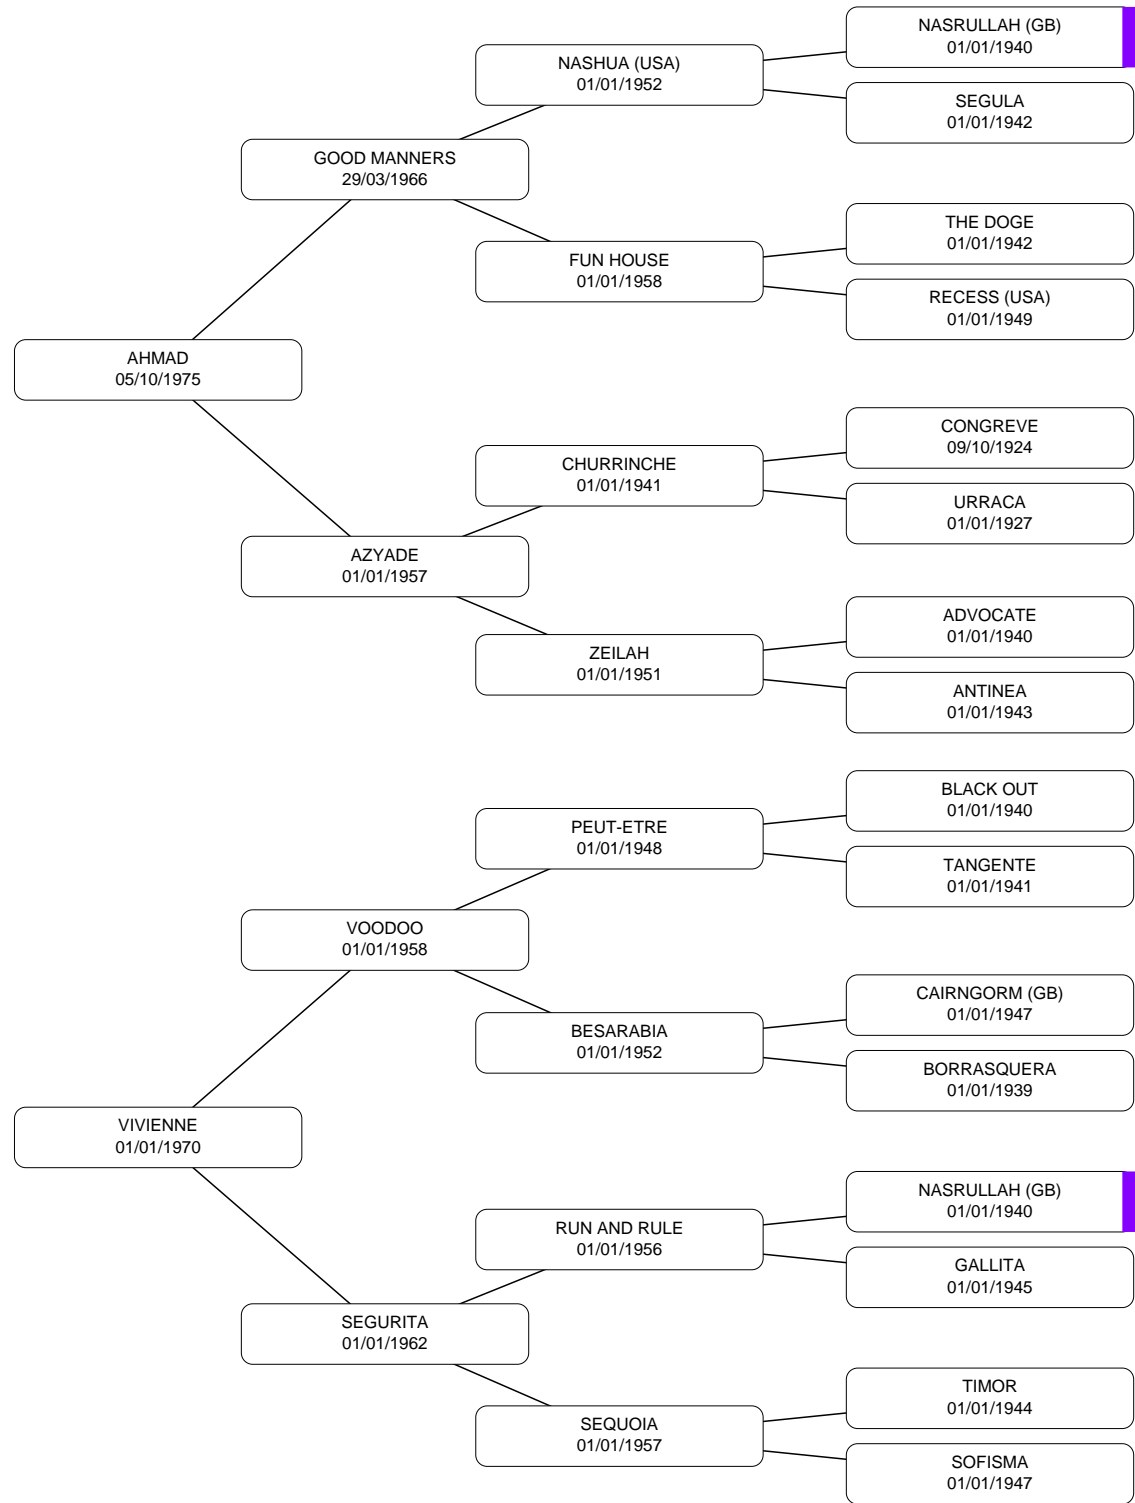 NASRULLAH (GB)
01/01/1940
NASHUA (USA)
01/01/1952
SEGULA
01/01/1942
GOOD MANNERS
29/03/1966
THE DOGE
01/01/1942
FUN HOUSE
01/01/1958
RECESS (USA)
01/01/1949
AHMAD
05/10/1975
CONGREVE
09/10/1924
CHURRINCHE
01/01/1941
URRACA
01/01/1927
AZYADE
01/01/1957
ADVOCATE
01/01/1940
ZEILAH
01/01/1951
ANTINEA
01/01/1943
BLACK OUT
01/01/1940
PEUT-ETRE
01/01/1948
TANGENTE
01/01/1941
VOODOO
01/01/1958
CAIRNGORM (GB)
01/01/1947
BESARABIA
01/01/1952
BORRASQUERA
01/01/1939
VIVIENNE
01/01/1970
NASRULLAH (GB)
01/01/1940
RUN AND RULE
01/01/1956
GALLITA
01/01/1945
SEGURITA
01/01/1962
TIMOR
01/01/1944
SEQUOIA
01/01/1957
SOFISMA
01/01/1947